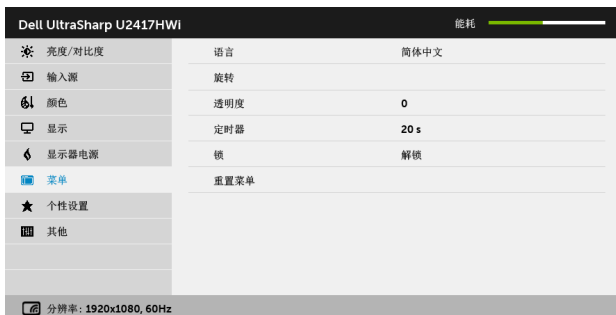 Dell UltraSharp U2417HWi 能耗
亮度/对比度 语言 简体中文
输入源 旋转
颜色 透明度 0
显示 定时器 20 s
显示器电源 锁 解锁
菜单 重置菜单
个性设置
其他
分辨率: 1920x1080, 60Hz